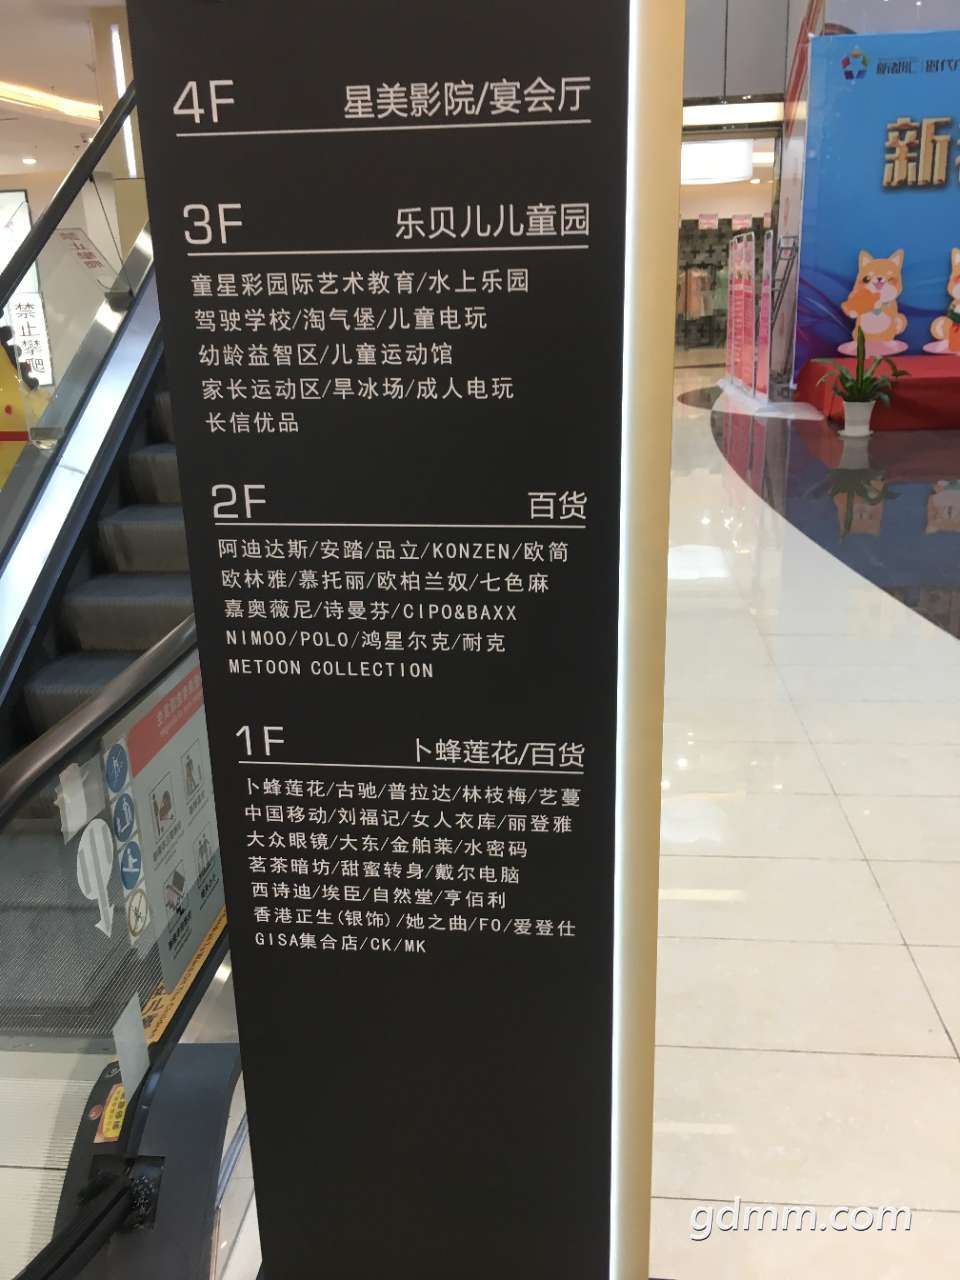 4F 星美影院/宴会厅
3F 乐贝儿儿童园
童星彩园际艺术教育/水上乐园
驾驶学校/淘气堡/儿童电玩
幼龄益智区/儿童运动馆
家长运动区/旱冰场/成人电玩
长信优品
2F 百货
阿迪达斯/安踏/品立/KONZEN/欧简
欧林雅/慕托丽/欧柏兰奴/七色麻
嘉奥薇尼/诗曼芬/CIPO&BAXX
NIMOO/POLO/鸿星尔克/耐克
METOON COLLECTION
1F 卜蜂莲花/百货
卜蜂莲花/古驰/普拉达/林枝梅/艺蔓
中国移动/刘福记/女人衣库/丽登雅
大众眼镜/大东/金舶莱/水密码
茗茶暗坊/甜蜜转身/戴尔电脑
西诗迪/埃臣/自然堂/亨佰利
香港正生(银饰)/她之曲/FO/爱登仕
GISA集合店/CK/MK
禁止攀爬
新
gdmm.com